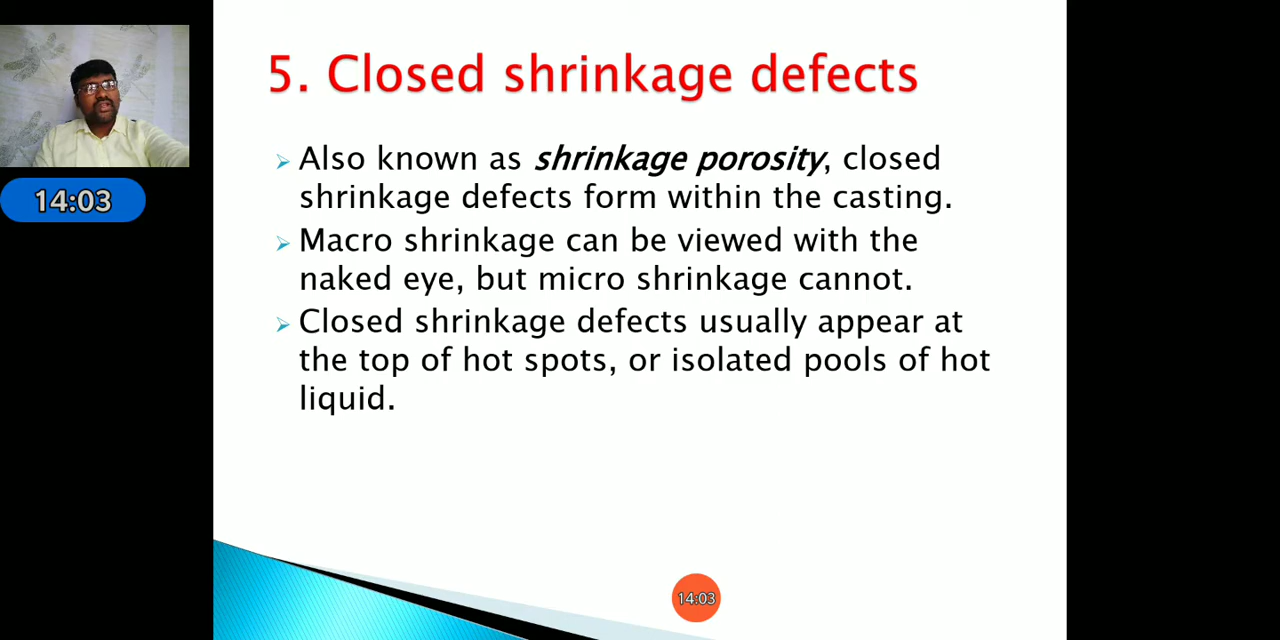 5. Closed shrinkage defects
14:03
Also known as shrinkage porosity, closed
shrinkage defects form within the casting.
Macro shrinkage can be viewed with the
naked eye, but micro shrinkage cannot.
Closed shrinkage defects usually appear at
the top of hot spots, or isolated pools of hot
liquid.
14:03